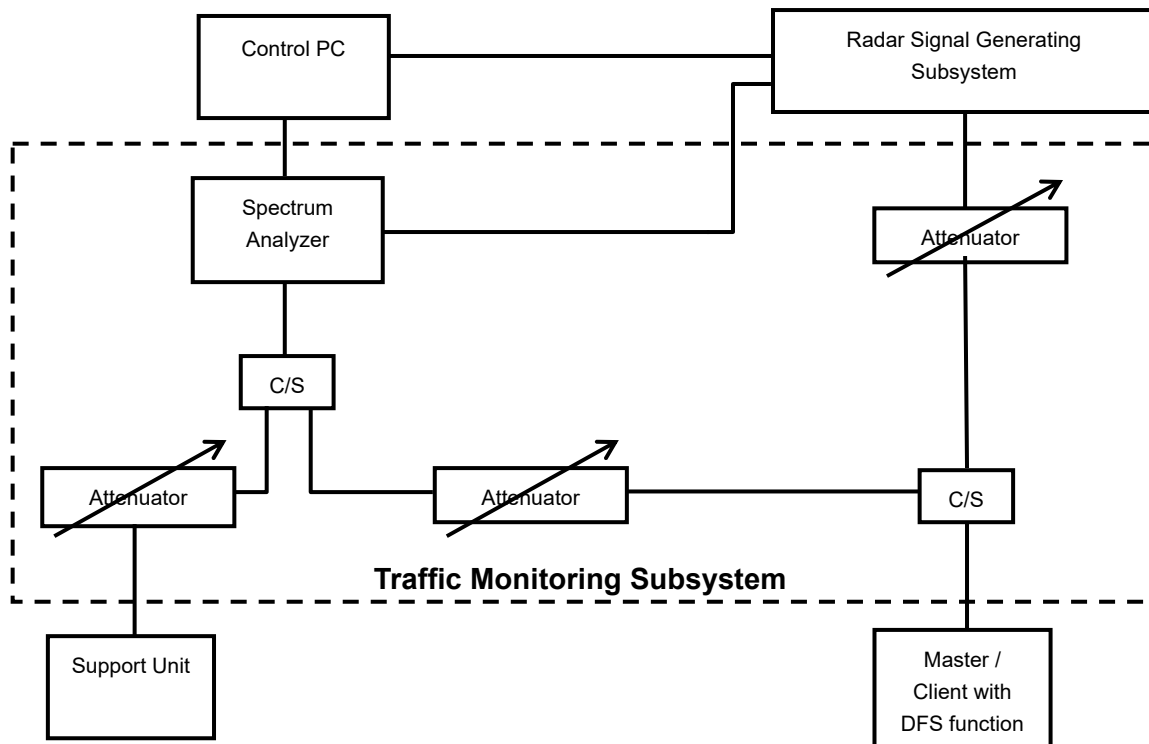 Control PC
Radar Signal Generating
Subsystem
Spectrum
Analyzer
Attenuator
C/S
Attenuator
Attenuator
C/S
Traffic Monitoring Subsystem
Support Unit
Master /
Client with
DFS function